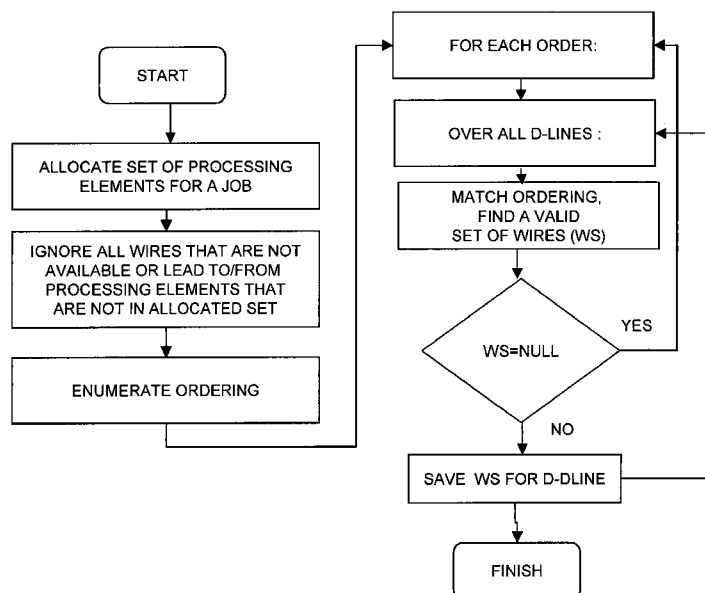 START
ALLOCATE SET OF PROCESSING
ELEMENTS FOR A JOB
IGNORE ALL WIRES THAT ARE NOT
AVAILABLE OR LEAD TO/FROM
PROCESSING ELEMENTS THAT
ARE NOT IN ALLOCATED SET
ENUMERATE ORDERING
FOR EACH ORDER:
OVER ALL D-LINES :
MATCH ORDERING,
FIND A VALID
SET OF WIRES (WS)
WS=NULL
YES
NO
SAVE WS FOR D-DLINE
FINISH